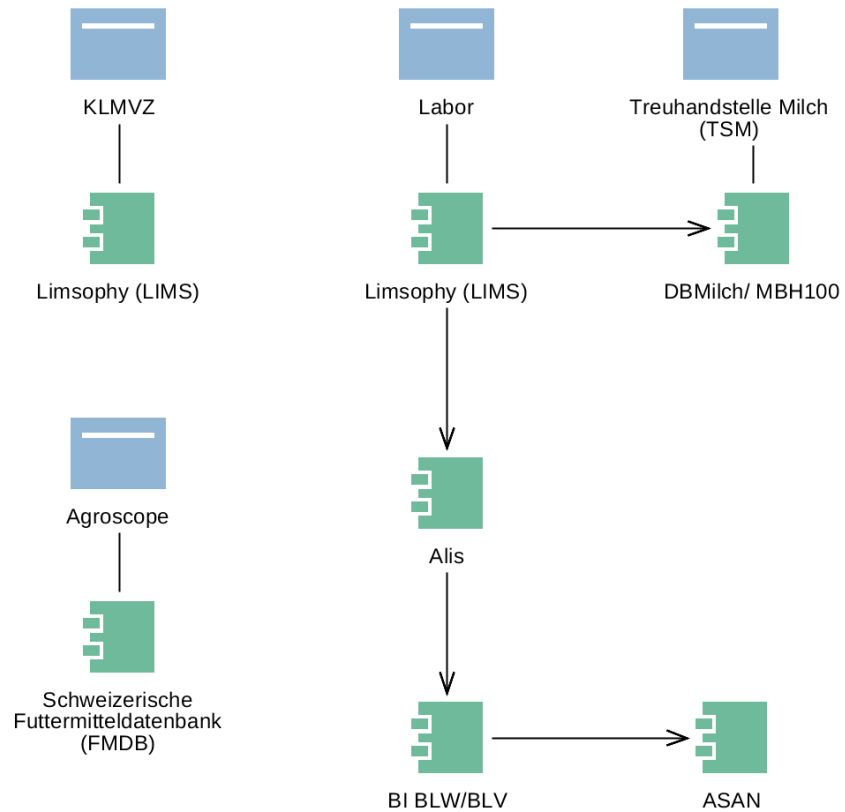 KLMVZ
Labor
Treuhandstelle Milch
(TSM)
Limsophy (LIMS)
Limsophy (LIMS)
DBMilch/ MBH100
Agroscope
Alis
Schweizerische
Futtermitteldatenbank
(FMDB)
BI BLW/BLV
ASAN